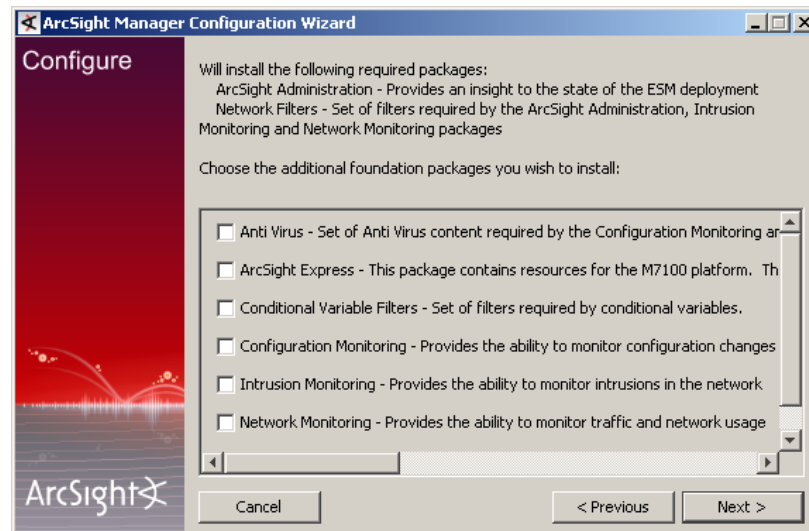 ArcSight Manager Configuration Wizard
Configure
Will install the following required packages:
ArcSight Administration - Provides an insight to the state of the ESM deployment
Network Filters - Set of filters required by the ArcSight Administration, Intrusion
Monitoring and Network Monitoring packages
Choose the additional foundation packages you wish to install:
Anti Virus - Set of Anti Virus content required by the Configuration Monitoring
ArcSight Express - This package contains resources for the M7100 platform. Th
Conditional Variable Filters - Set of filters required by conditional variables.
Configuration Monitoring - Provides the ability to monitor configuration changes
Intrusion Monitoring - Provides the ability to monitor intrusions in the network
Network Monitoring - Provides the ability to monitor traffic and network usage
ArcSight
Cancel
< Previous
Next >